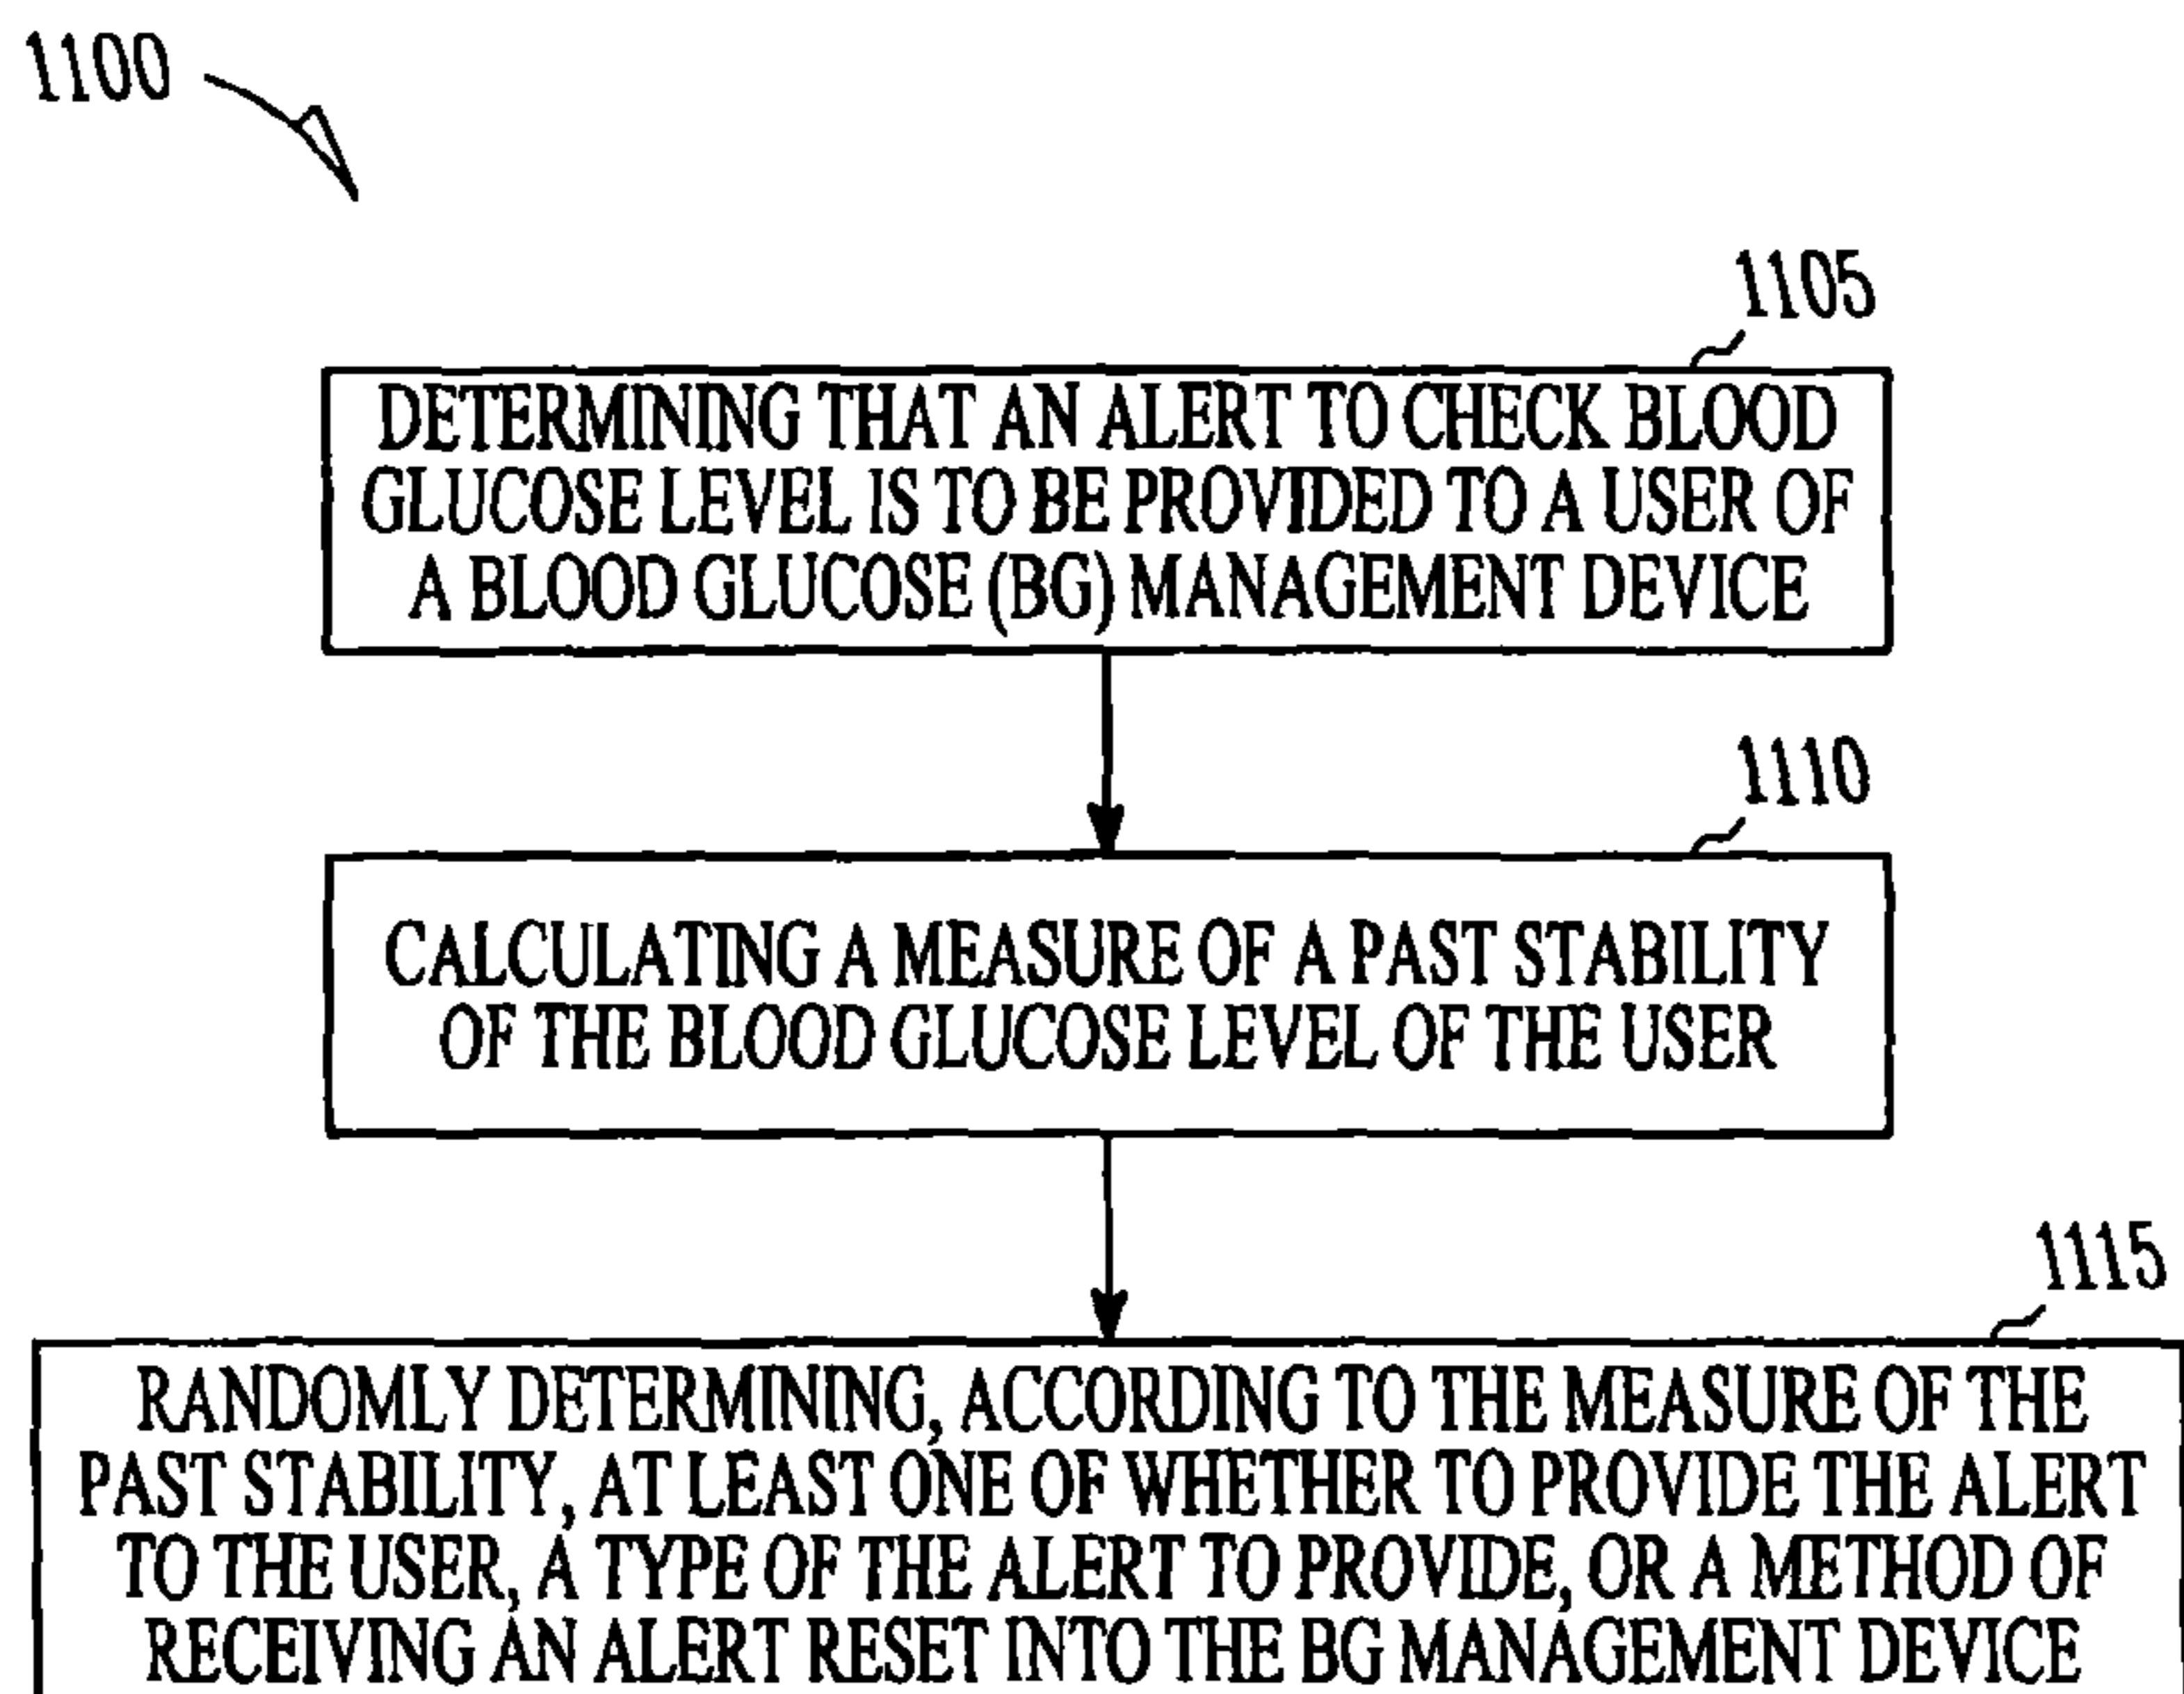 1100
1105
DETERMINING THAT AN ALERT TO CHECK BLOOD
GLUCOSE LEVEL IS TO BE PROVIDED TO A USER OF
A BLOOD GLUCOSE (BG) MANAGEMENT DEVICE
1110
CALCULATING A MEASURE OF A PAST STABILITY
OF THE BLOOD GLUCOSE LEVEL OF THE USER
1115
RANDOMLY DETERMINING, ACCORDING TO THE MEASURE OF THE
PAST STABILITY, AT LEAST ONE OF WHETHER TO PROVIDE THE ALERT
TO THE USER, A TYPE OF THE ALERT TO PROVIDE, OR A METHOD OF
RECEIVING AN ALERT RESET INTO THE BG MANAGEMENT DEVICE